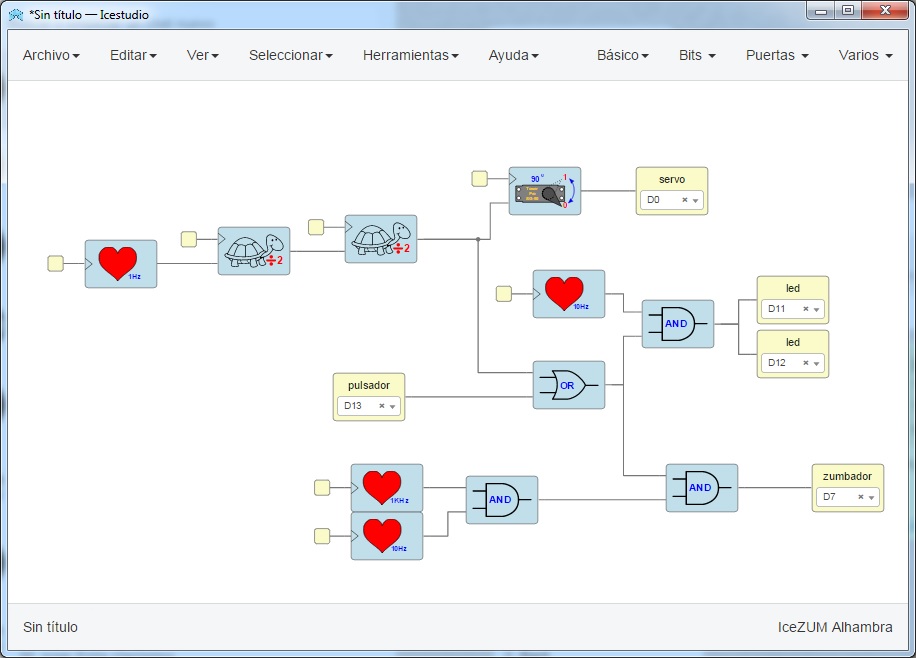 *Sin título — Icestudio
Archivo Editar Ver Seleccionar Herramientas Ayuda Básico Bits Puertas Varios
90° 1
0
servo
D0
÷2
÷2
1Hz
10Hz
AND
led
D11
led
D12
pulsador
D13
OR
1KHz
10Hz
AND
AND
zumbador
D7
Sin título IceZUM Alhambra